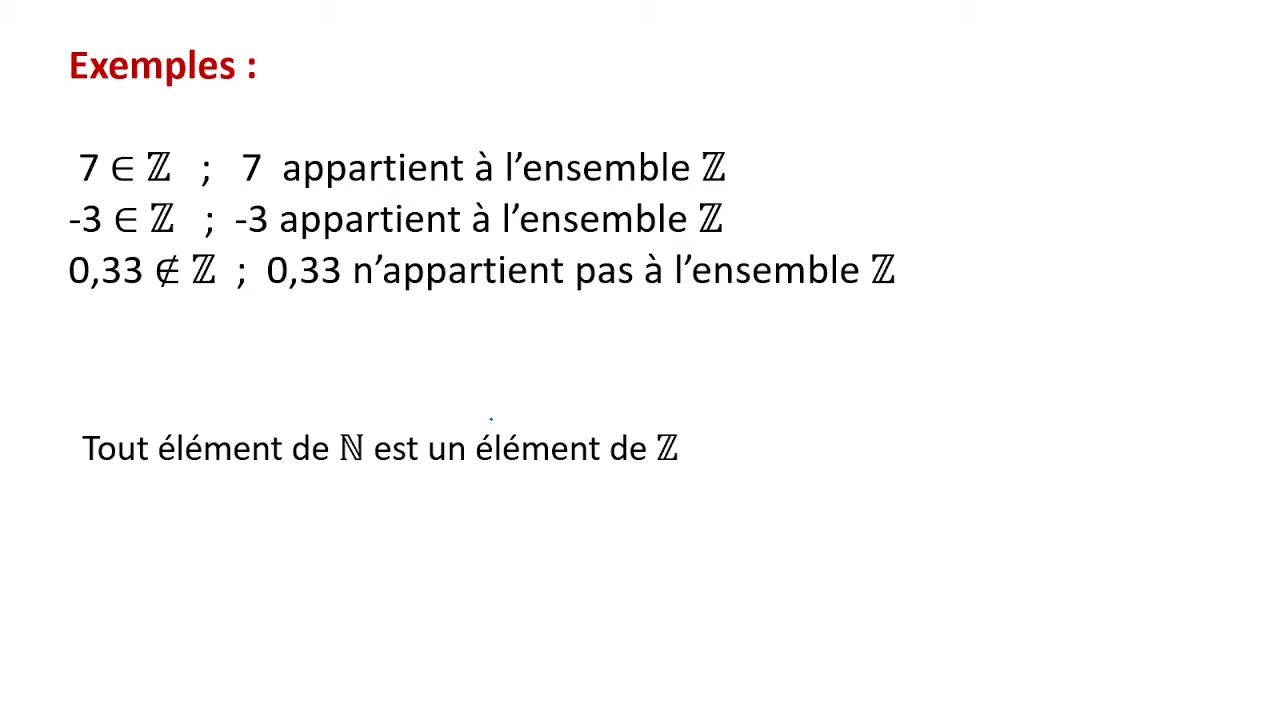 Exemples :
7 ∈ ℤ ; 7 appartient à l’ensemble ℤ
-3 ∈ ℤ ; -3 appartient à l’ensemble ℤ
0,33 ∉ ℤ ; 0,33 n’appartient pas à l’ensemble ℤ
Tout élément de ℕ est un élément de ℤ